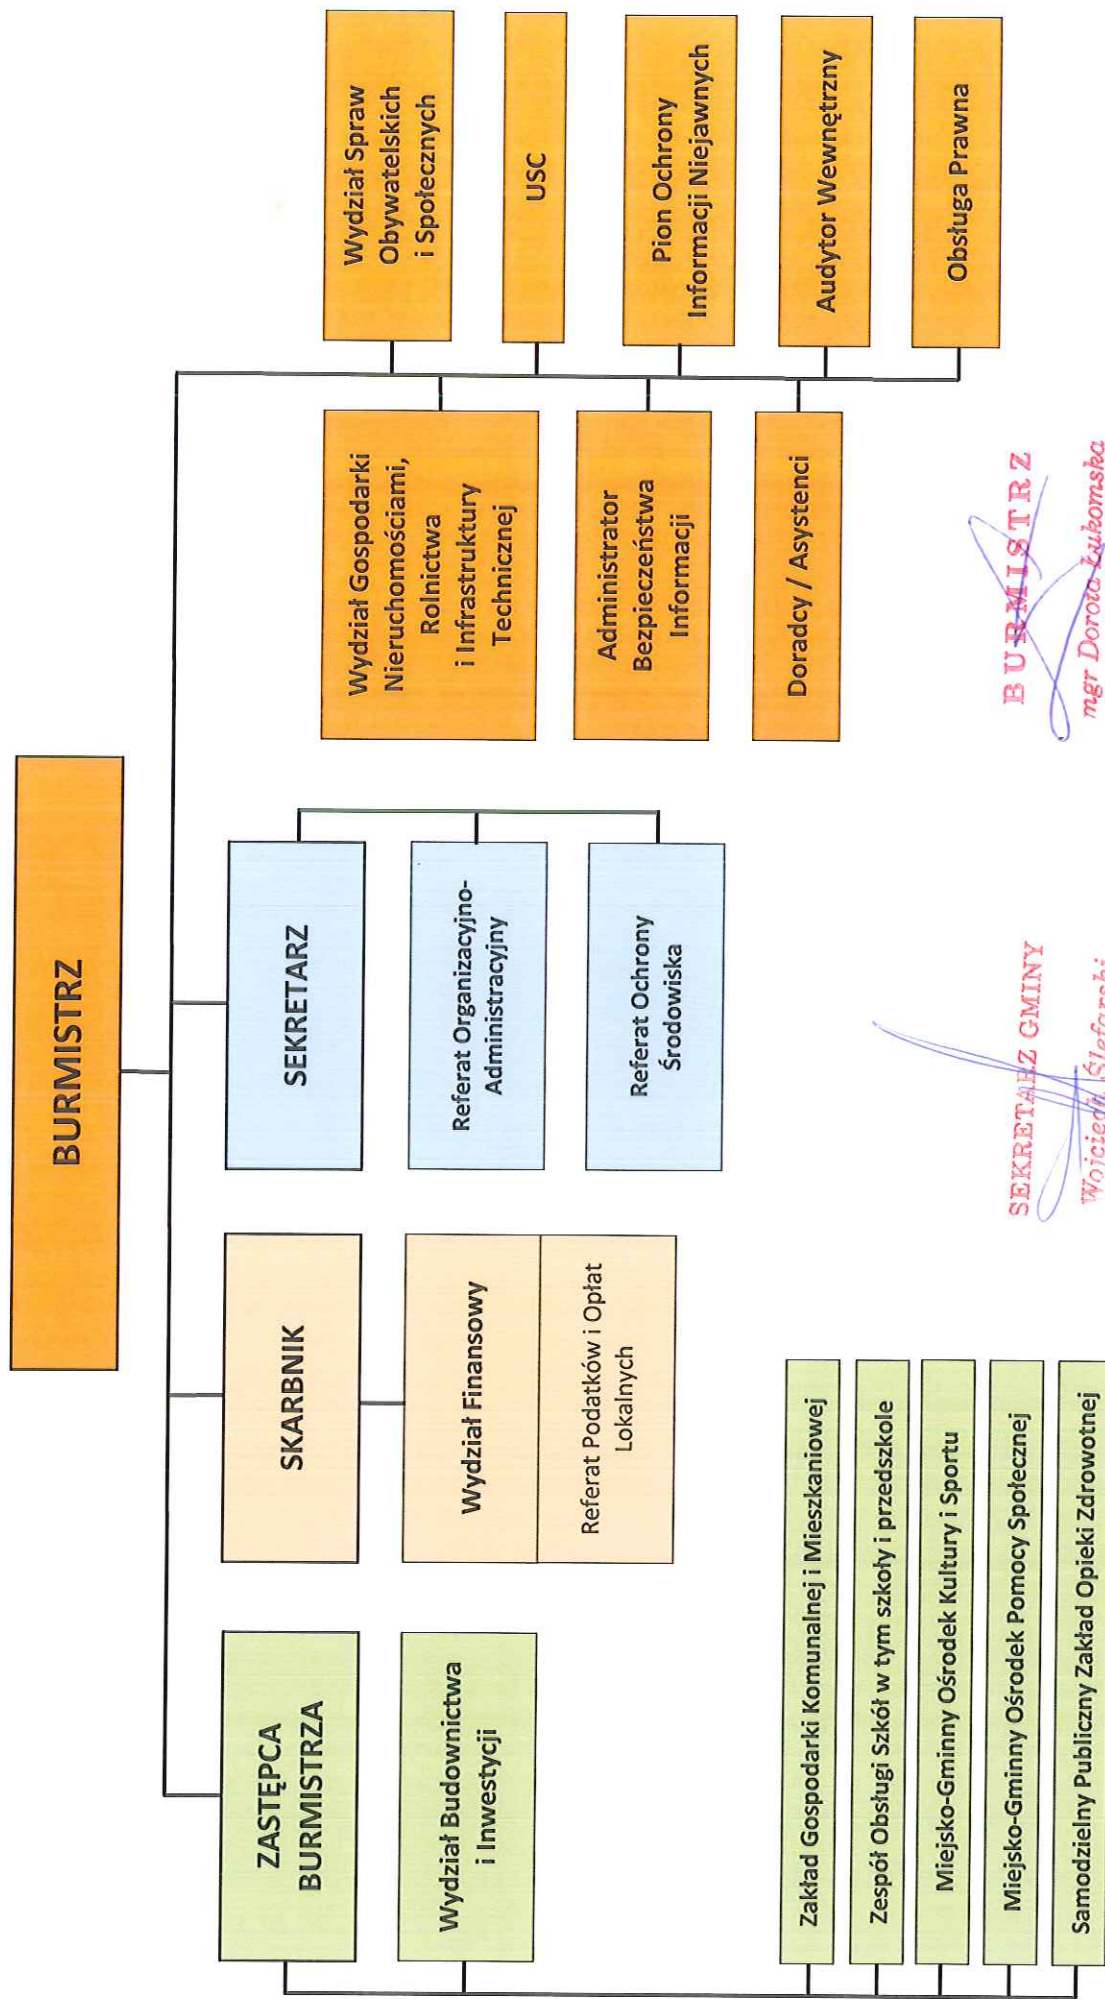 BURMISTRZ
ZASTĘPCA
BURMISTRZA
Wydział Budownictwa
i Inwestycji
Zakład Gospodarki Komunalnej i Mieszkaniowej
Zespół Obsługi Szkół w tym szkoły i przedszkole
Miejsko-Gminny Ośrodek Kultury i Sportu
Miejsko-Gminny Ośrodek Pomocy Społecznej
Samodzielny Publiczny Zakład Opieki Zdrowotnej
SKARBNIK
Wydział Finansowy
Referat Podatków i Opłat
Lokalnych
SEKRETARZ
Referat Organizacyjno-
Administracyjny
Referat Ochrony
Środowiska
Wydział Gospodarki
Nieruchomościami,
Rolnictwa
i Infrastruktury
Technicznej
Administrator
Bezpieczeństwa
Informacji
Doradcy / Asystenci
Wydział Spraw
Obywatelskich
i Społecznych
USC
Pion Ochrony
Informacji Niejawnych
Audytor Wewnętrzny
Obsługa Prawna
SEKRETARZ GMINY
Wojciech Ślefarski
BURMISTRZ
mgr Dorota Łukomska